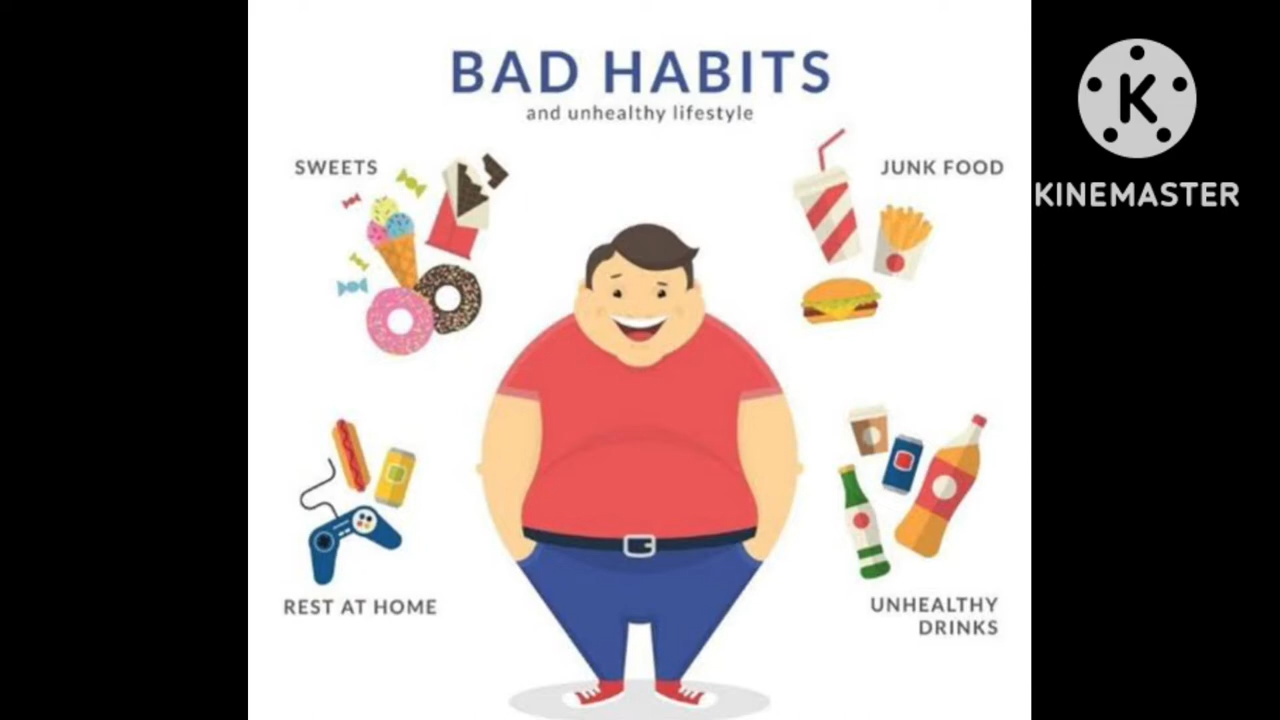 BAD HABITS
and unhealthy lifestyle
SWEETS
JUNK FOOD
K
KINEMASTER
REST AT HOME
UNHEALTHY
DRINKS